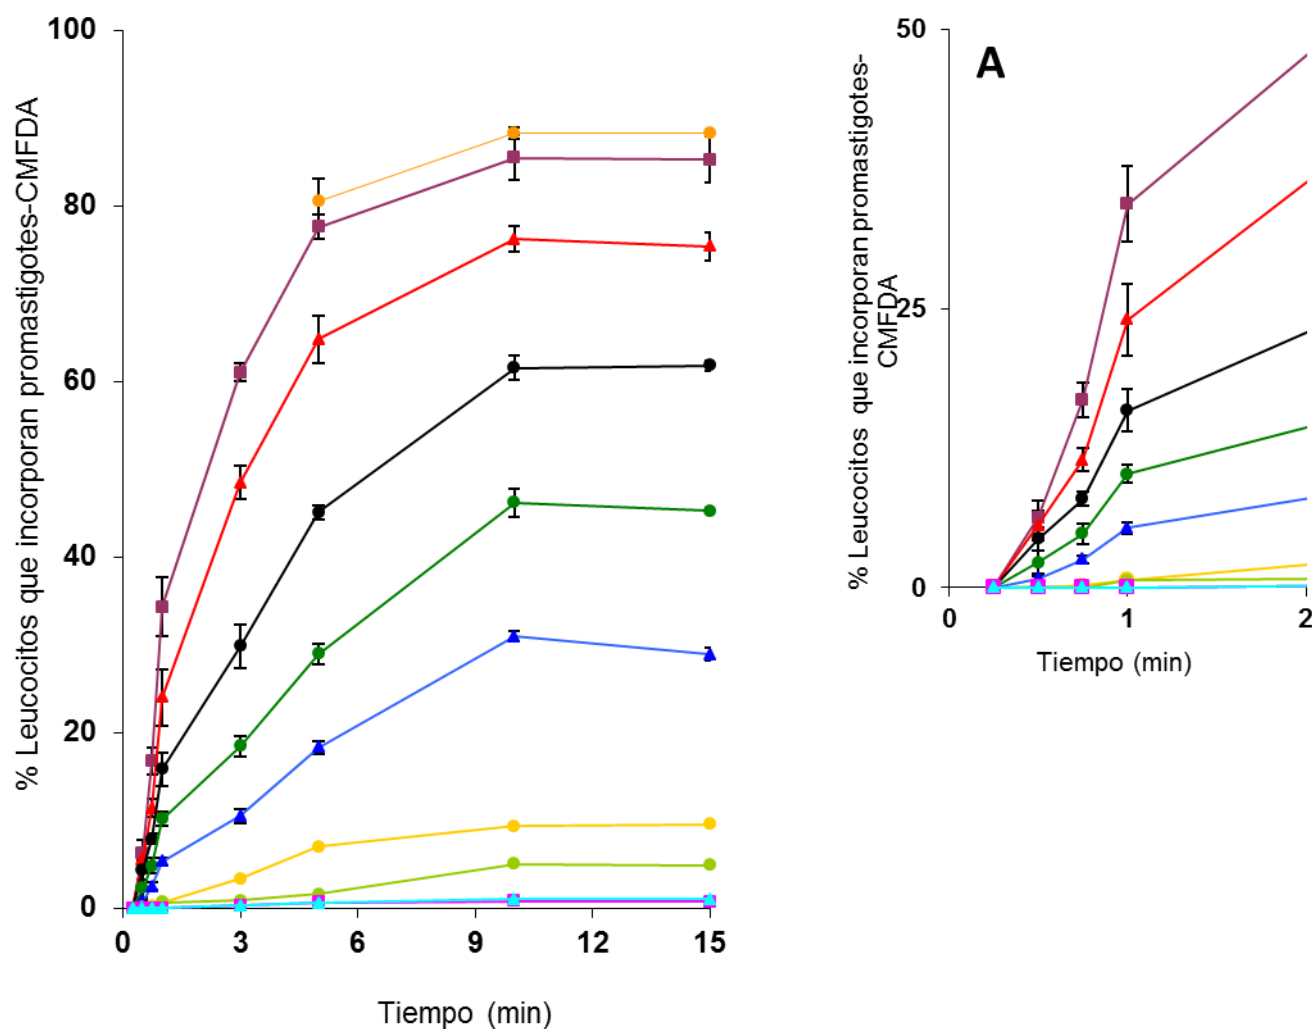 % Leucocitos que incorporan promastigotes-CMFDA
100
80
60
40
20
0
0 3 6 9 12 15
Tiempo (min)
A
% Leucocitos que incorporan promastigotes-
CMFDA
50
25
0
0 1 2
Tiempo (min)